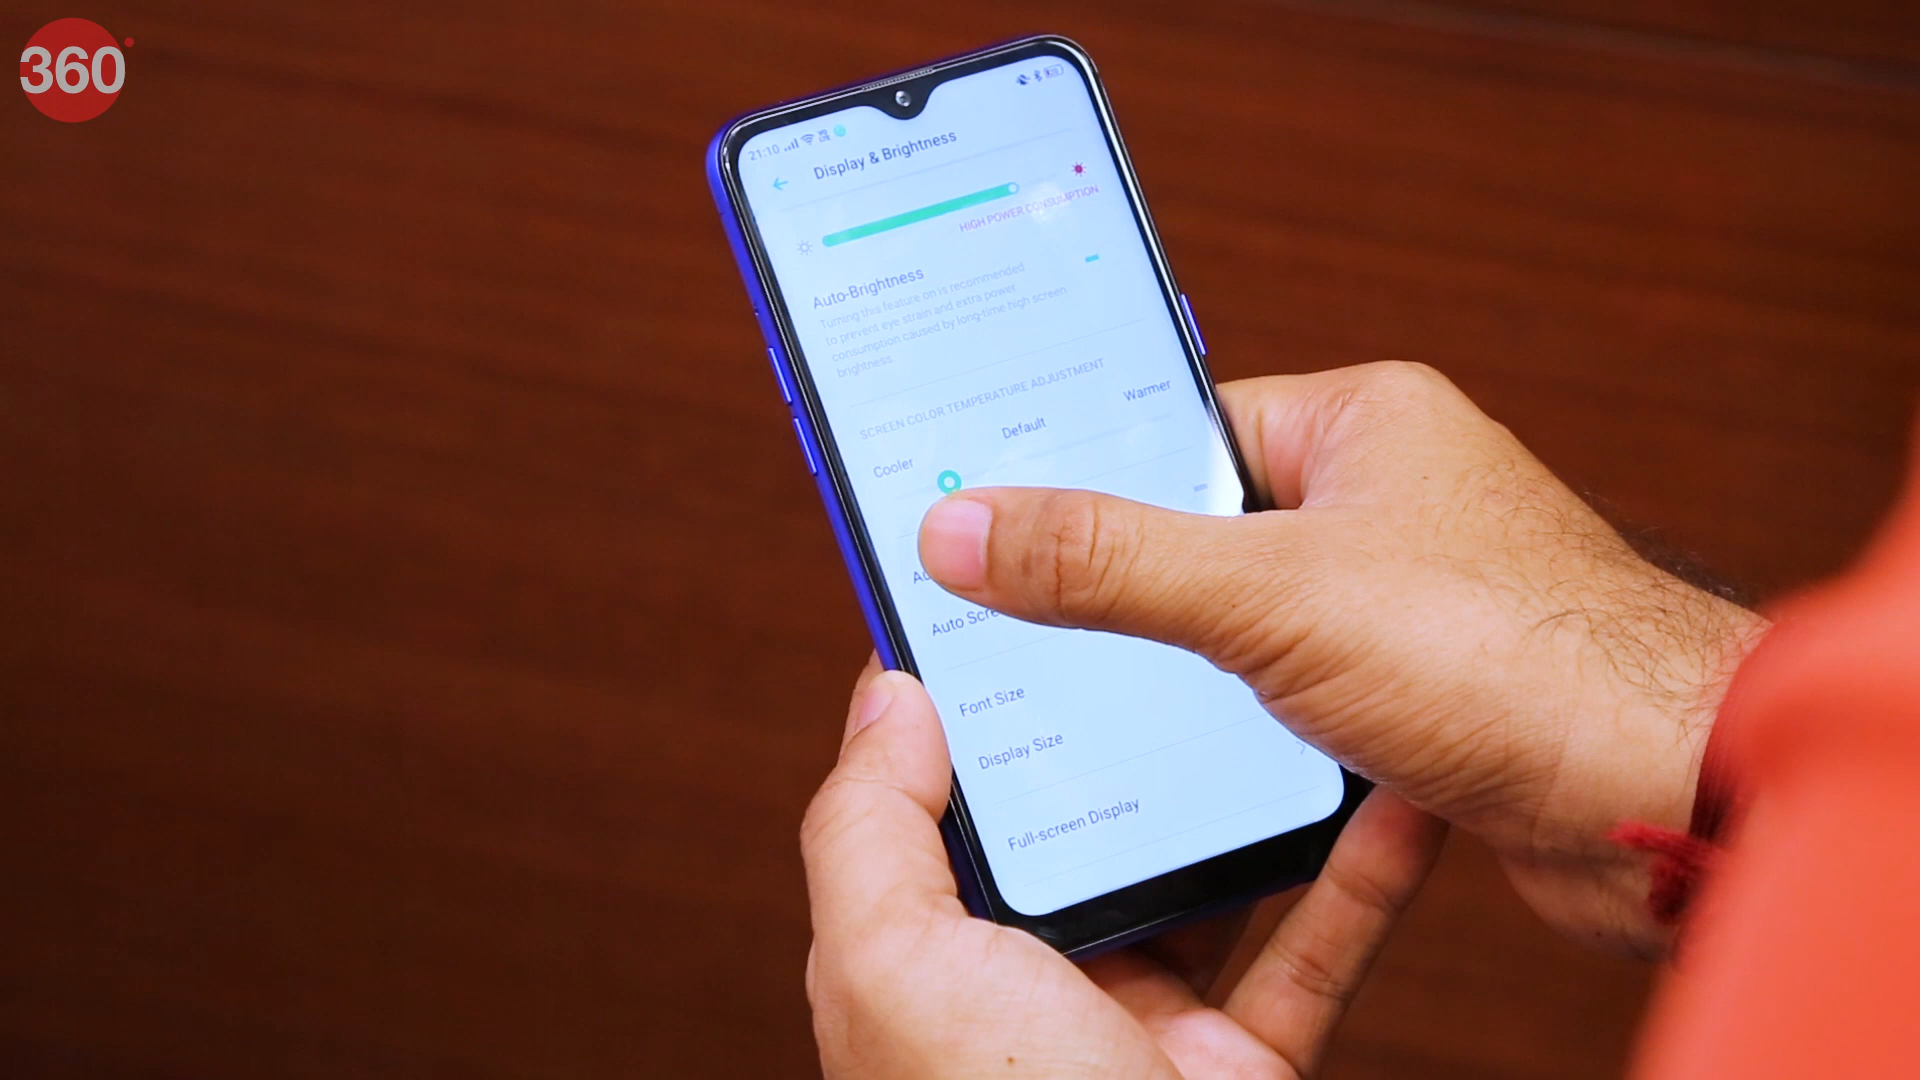 360
21:10
Display & Brightness
HIGH POWER CONSUMPTION
Auto-Brightness
Turning this feature on is recommended
to prevent eye strain and extra power
consumption caused by long-time high screen
brightness.
SCREEN COLOR TEMPERATURE ADJUSTMENT
Cooler Default Warmer
Auto
Font Size
Display Size
Full-screen Display